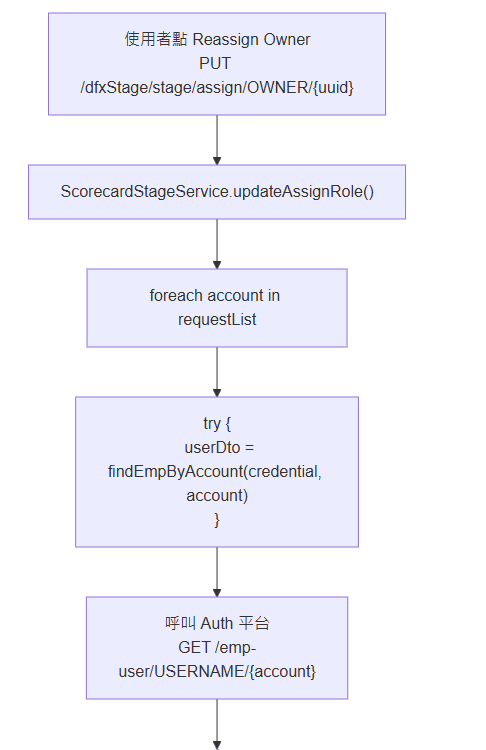 使用者點 Reassign Owner
PUT
/dfxStage/stage/assign/OWNER/{uuid}
ScorecardStageService.updateAssignRole()
foreach account in
requestList
try {
userDto =
findEmpByAccount(credential,
account)
}
呼叫 Auth 平台
GET /emp-
user/USERNAME/{account}